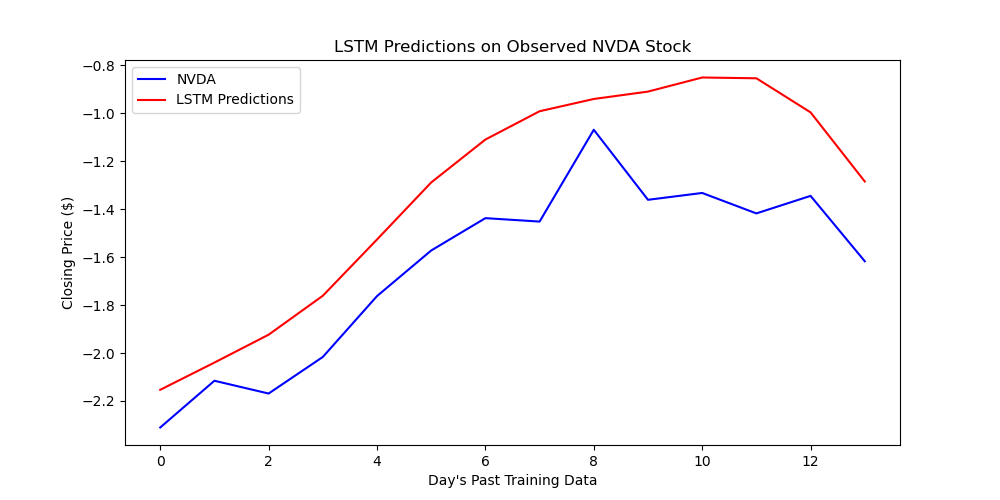 LSTM Predictions on Observed NVDA Stock
NVDA
LSTM Predictions
Closing Price ($)
−0.8
−1.0
−1.2
−1.4
−1.6
−1.8
−2.0
−2.2
0 2 4 6 8 10 12
Day's Past Training Data